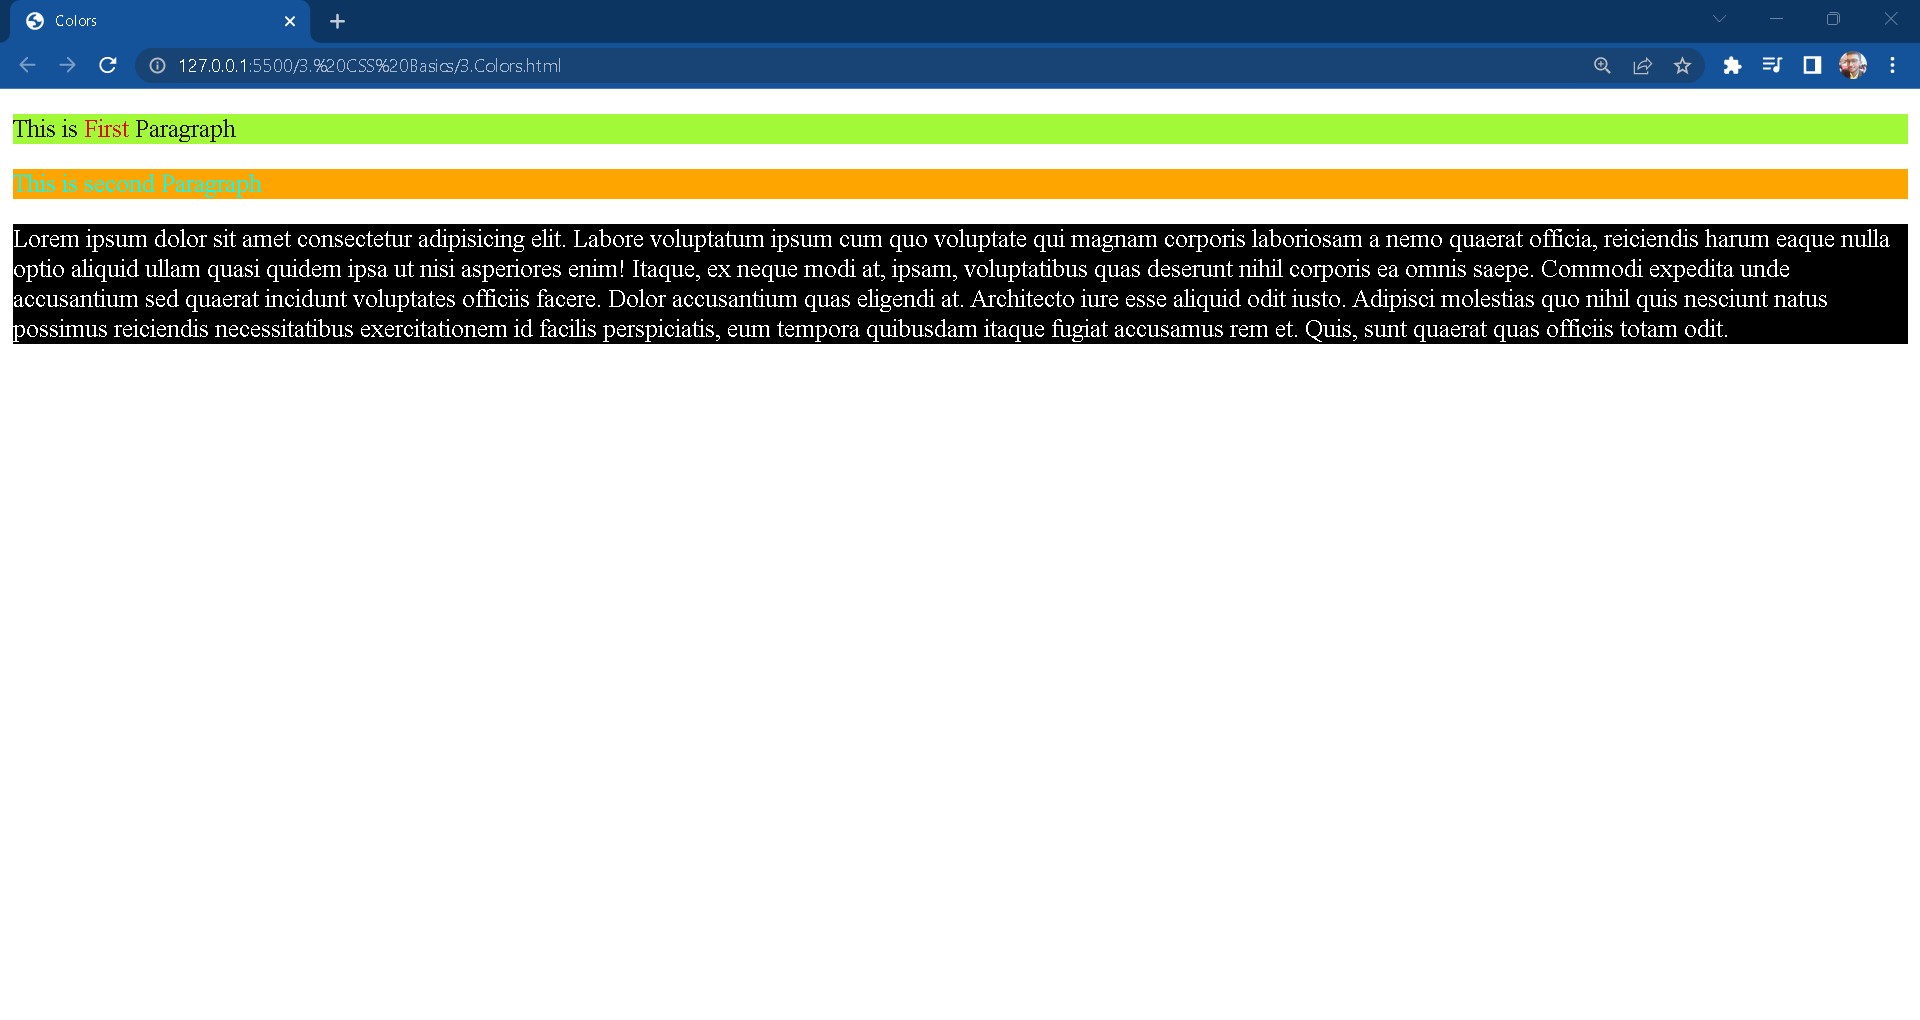 Colors
127.0.0.1:5500/3.%20CSS%20Basics/3.Colors.html
This is First Paragraph
This is second Paragraph
Lorem ipsum dolor sit amet consectetur adipisicing elit. Labore voluptatum ipsum cum quo voluptate qui magnam corporis laboriosam a nemo quaerat officia, reiciendis harum eaque nulla
optio aliquid ullam quasi quidem ipsa ut nisi asperiores enim! Itaque, ex neque modi at, ipsam, voluptatibus quas deserunt nihil corporis ea omnis saepe. Commodi expedita unde
accusantium sed quaerat incidunt voluptates officiis facere. Dolor accusantium quas eligendi at. Architecto iure esse aliquid odit iusto. Adipisci molestias quo nihil quis nesciunt natus
possimus reiciendis necessitatibus exercitationem id facilis perspiciatis, eum tempora quibusdam itaque fugiat accusamus rem et. Quis, sunt quaerat quas officiis totam odit.